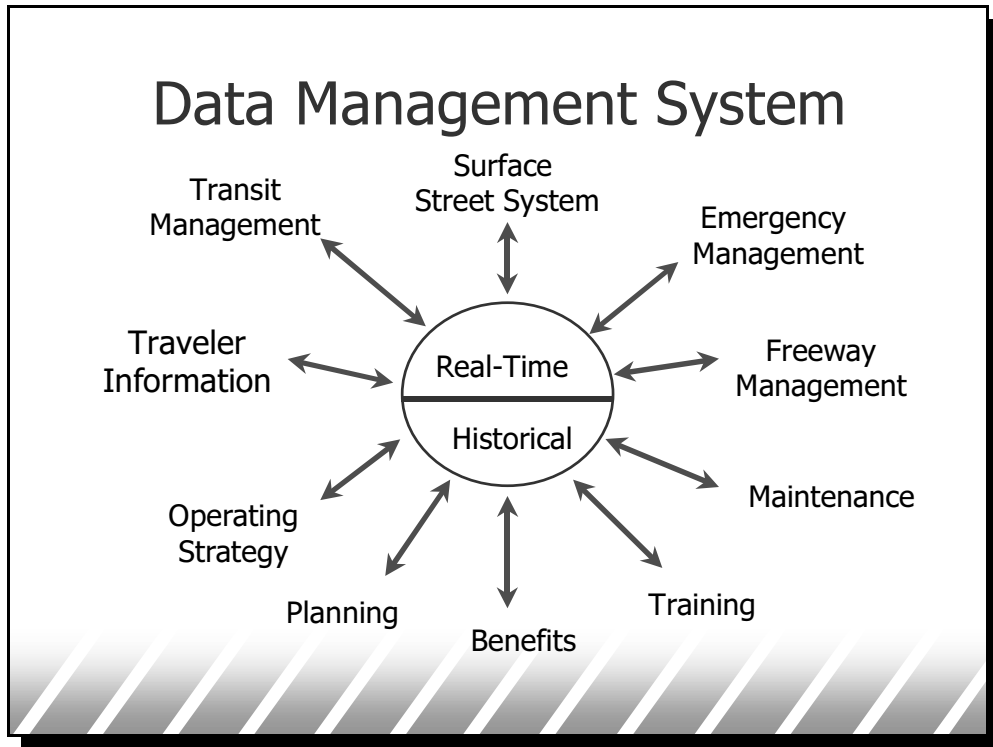 Data Management System
Surface
Street System
Transit
Management
Emergency
Management
Traveler
Information
Real-Time
Freeway
Management
Historical
Maintenance
Operating
Strategy
Planning
Benefits
Training